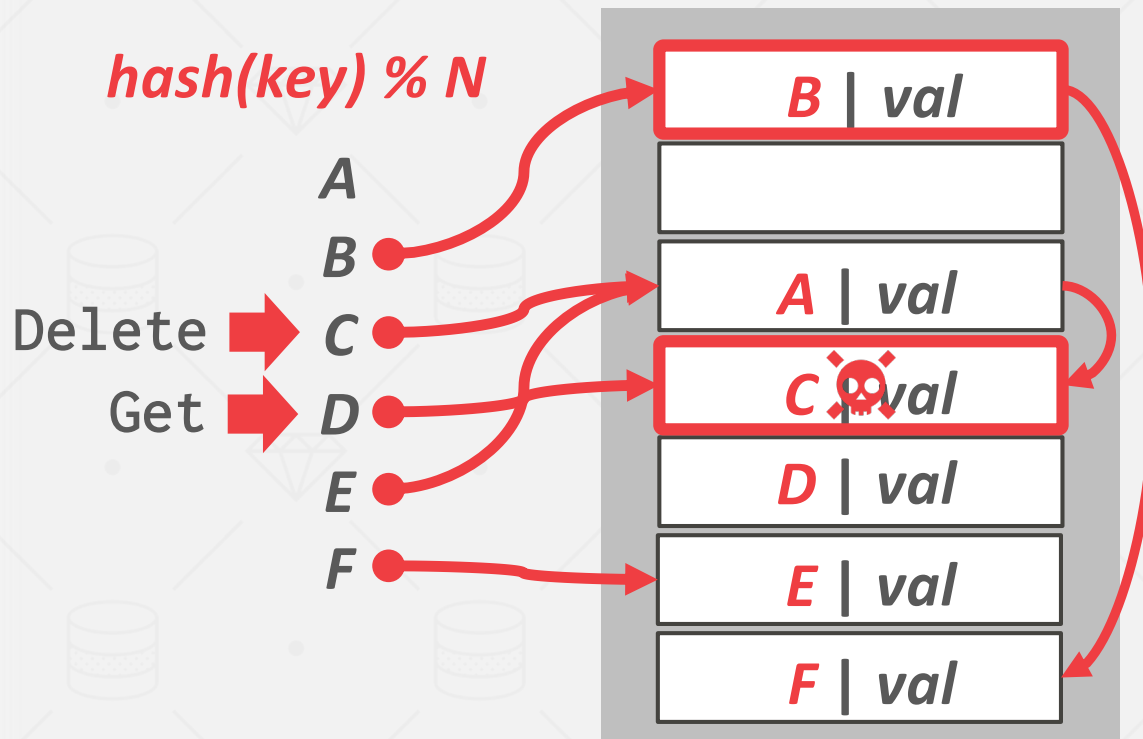 hash(key) % N
A
B
Delete C
Get D
E
F
B | val
A | val
C | val
D | val
E | val
F | val